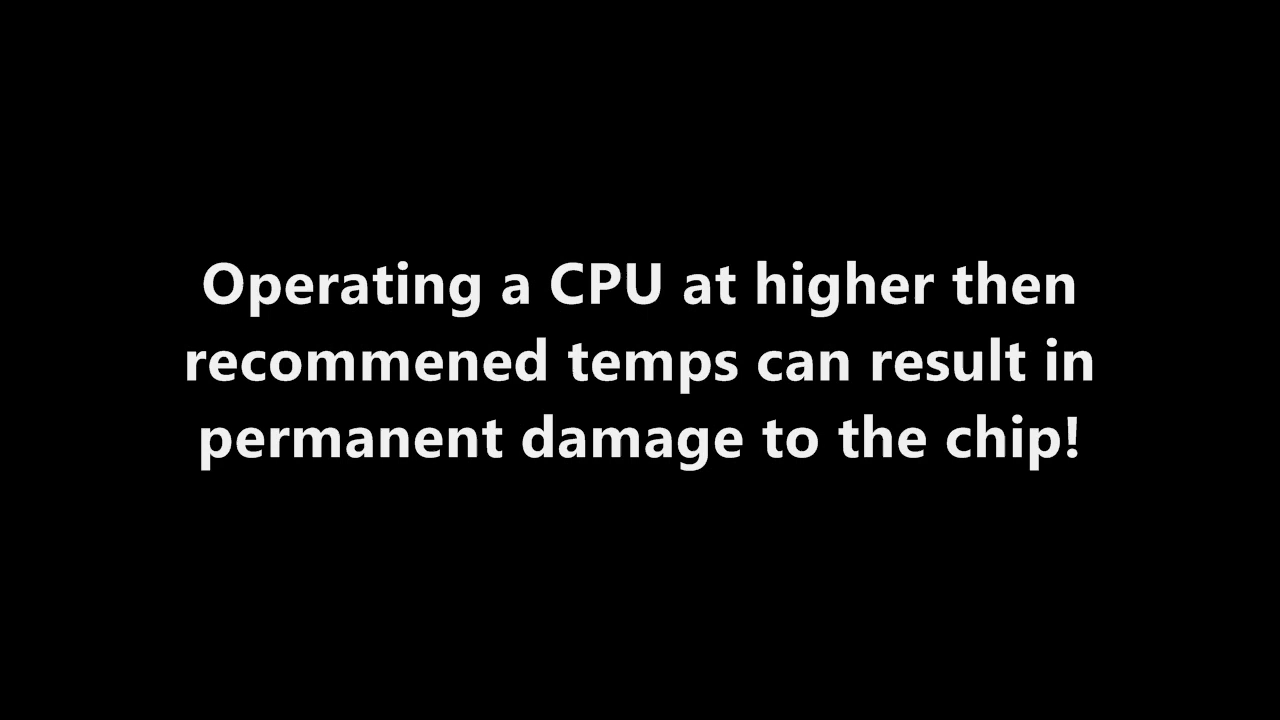 Operating a CPU at higher then
recommened temps can result in
permanent damage to the chip!